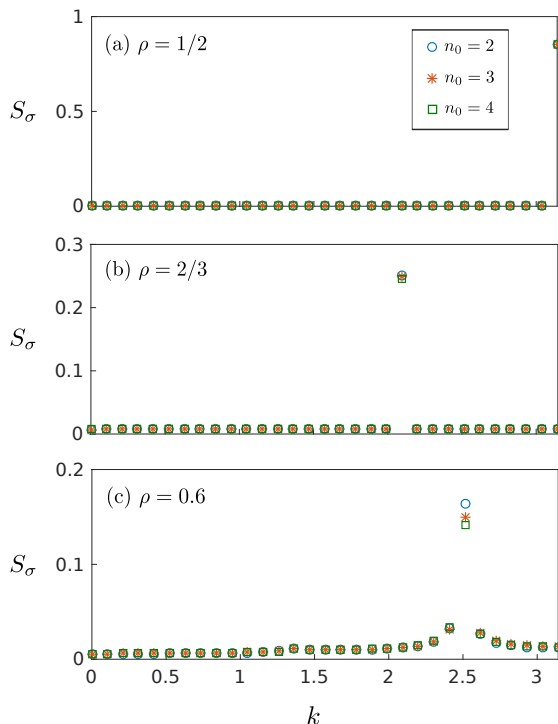 1
(a) ρ = 1/2
n₀ = 2
n₀ = 3
n₀ = 4
0.5
S_σ
0
0.3
(b) ρ = 2/3
0.2
S_σ
0.1
0
0.2
(c) ρ = 0.6
0.1
S_σ
0
0 0.5 1 1.5 2 2.5 3
k